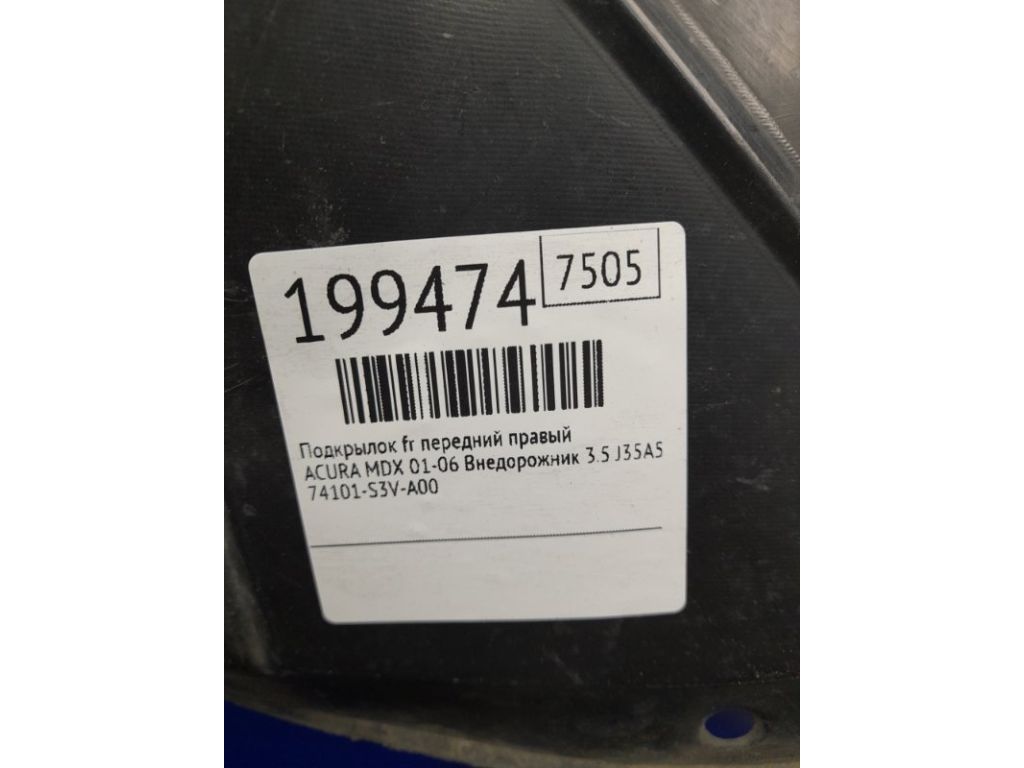 199474 7505
Подкрылок fr передний правый
ACURA MDX 01-06 Внедорожник 3.5 J35A5
74101-S3V-A00